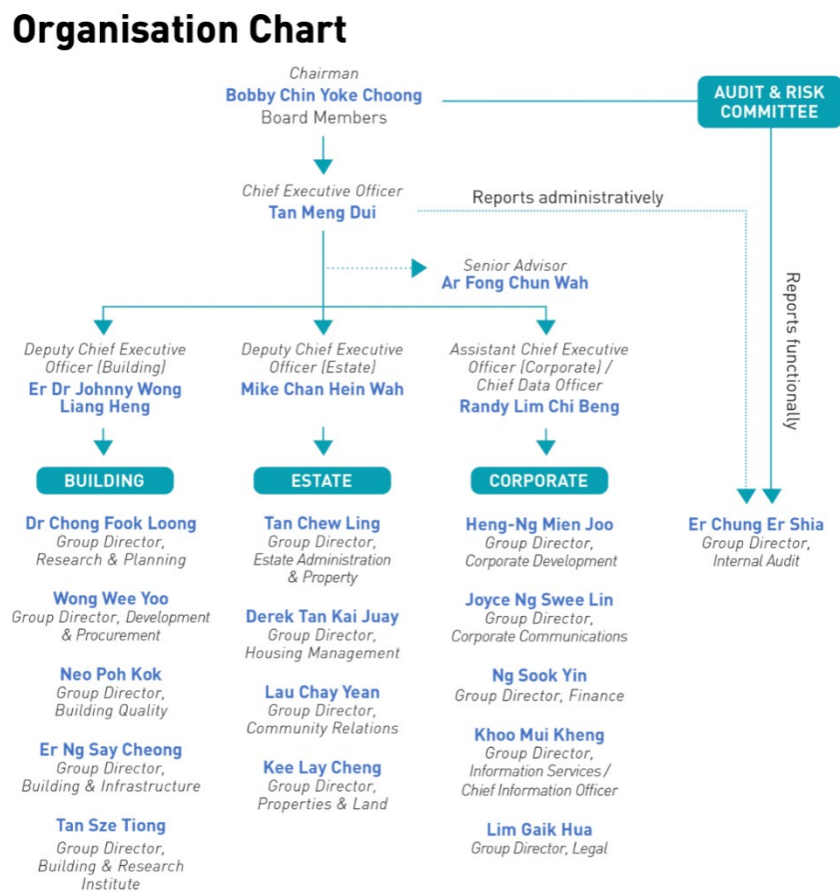 Organisation Chart
Chairman
Bobby Chin Yoke Choong
Board Members
AUDIT & RISK
COMMITTEE
Chief Executive Officer
Tan Meng Dui
Reports administratively
Senior Advisor
Ar Fong Chun Wah
Reports functionally
Deputy Chief Executive
Officer (Building)
Er Dr Johnny Wong
Liang Heng
Deputy Chief Executive
Officer (Estate)
Mike Chan Hein Wah
Assistant Chief Executive
Officer (Corporate) /
Chief Data Officer
Randy Lim Chi Beng
BUILDING
Dr Chong Fook Loong
Group Director,
Research & Planning
Wong Wee Yoo
Group Director, Development
& Procurement
Neo Poh Kok
Group Director,
Building Quality
Er Ng Say Cheong
Group Director,
Building & Infrastructure
Tan Sze Tiong
Group Director,
Building & Research
Institute
ESTATE
Tan Chew Ling
Group Director,
Estate Administration
& Property
Derek Tan Kai Juay
Group Director,
Housing Management
Lau Chay Yean
Group Director,
Community Relations
Kee Lay Cheng
Group Director,
Properties & Land
CORPORATE
Heng-Ng Mien Joo
Group Director,
Corporate Development
Joyce Ng Swee Lin
Group Director,
Corporate Communications
Ng Sook Yin
Group Director, Finance
Khoo Mui Kheng
Group Director,
Information Services /
Chief Information Officer
Lim Gaik Hua
Group Director, Legal
Er Chung Er Shia
Group Director,
Internal Audit